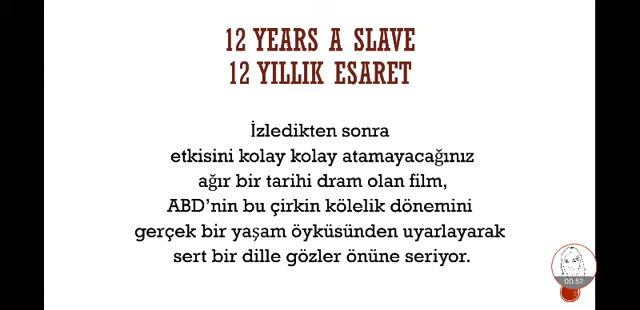 12 YEARS A SLAVE
12 YILLIK ESARET
İzledikten sonra
etkisini kolay kolay atamayacağınız
ağır bir tarihi dram olan film,
ABD'nin bu çirkin kölelik dönemini
gerçek bir yaşam öyküsünden uyarlayarak
sert bir dille gözler önüne seriyor.
00:52